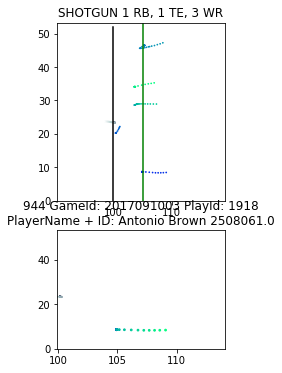 SHOTGUN 1 RB, 1 TE, 3 WR
50
40
30
20
10
0
100 110
944 GameId: 2017091003 PlayId: 1918
PlayerName + ID: Antonio Brown 2508061.0
40
20
0
100 105 110